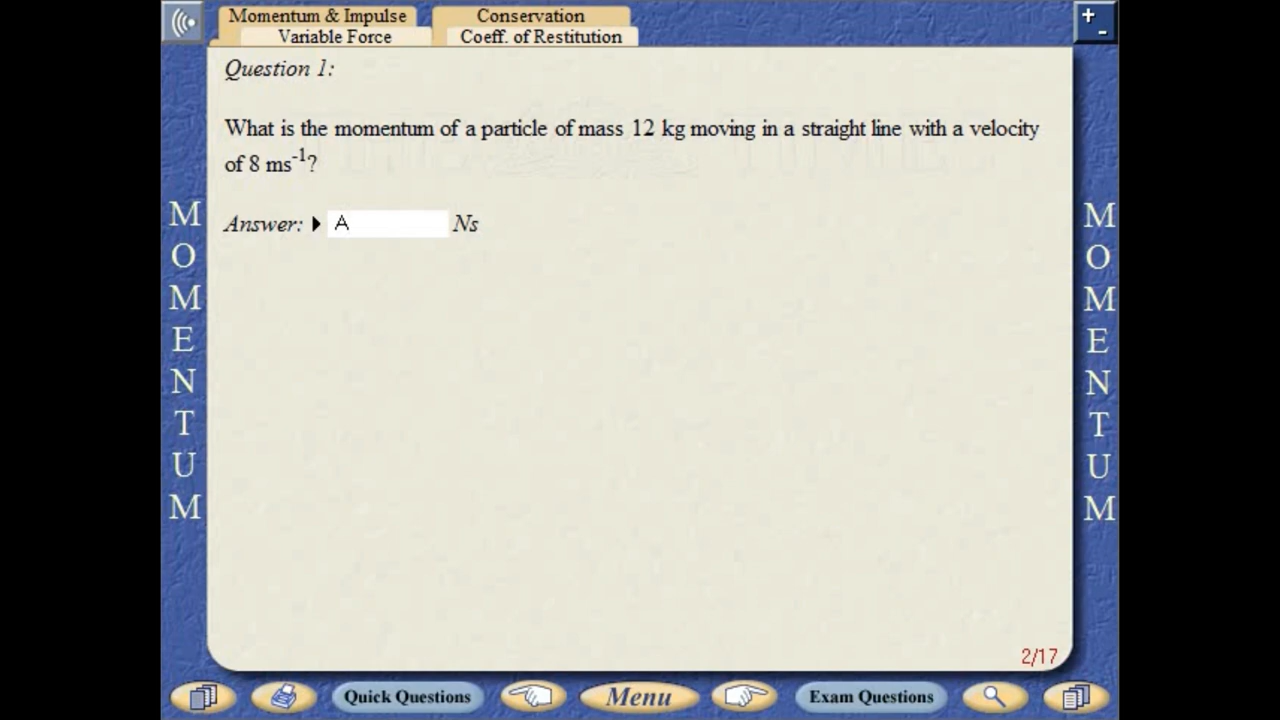 Momentum & Impulse
Variable Force
Conservation
Coeff. of Restitution
+
-
Question 1:
What is the momentum of a particle of mass 12 kg moving in a straight line with a velocity
of 8 ms⁻¹?
Answer: A Ns
M
O
M
E
N
T
U
M
M
O
M
E
N
T
U
M
2/17
Quick Questions
Menu
Exam Questions